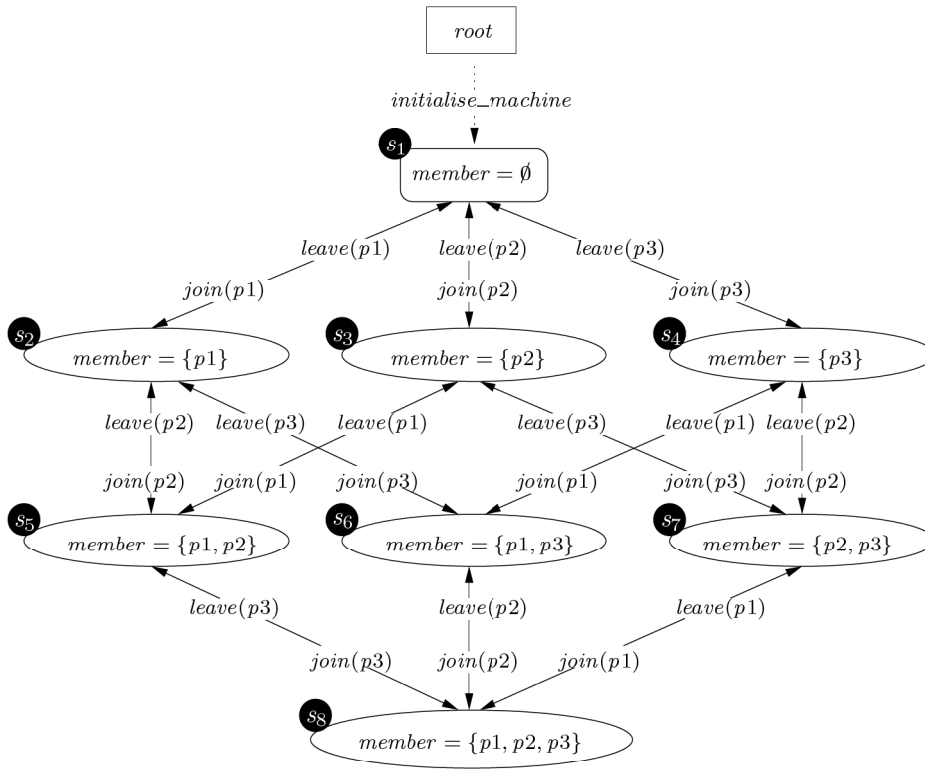 root
initialise_machine
s1
member = ∅
leave(p1) leave(p2) leave(p3)
join(p1) join(p2) join(p3)
s2 s3 s4
member = {p1} member = {p2} member = {p3}
leave(p2) leave(p3) leave(p1) leave(p3) leave(p1) leave(p2)
join(p2) join(p1) join(p3) join(p1) join(p3) join(p2)
s5 s6 s7
member = {p1, p2} member = {p1, p3} member = {p2, p3}
leave(p3) leave(p2) leave(p1)
join(p3) join(p2) join(p1)
s8
member = {p1, p2, p3}